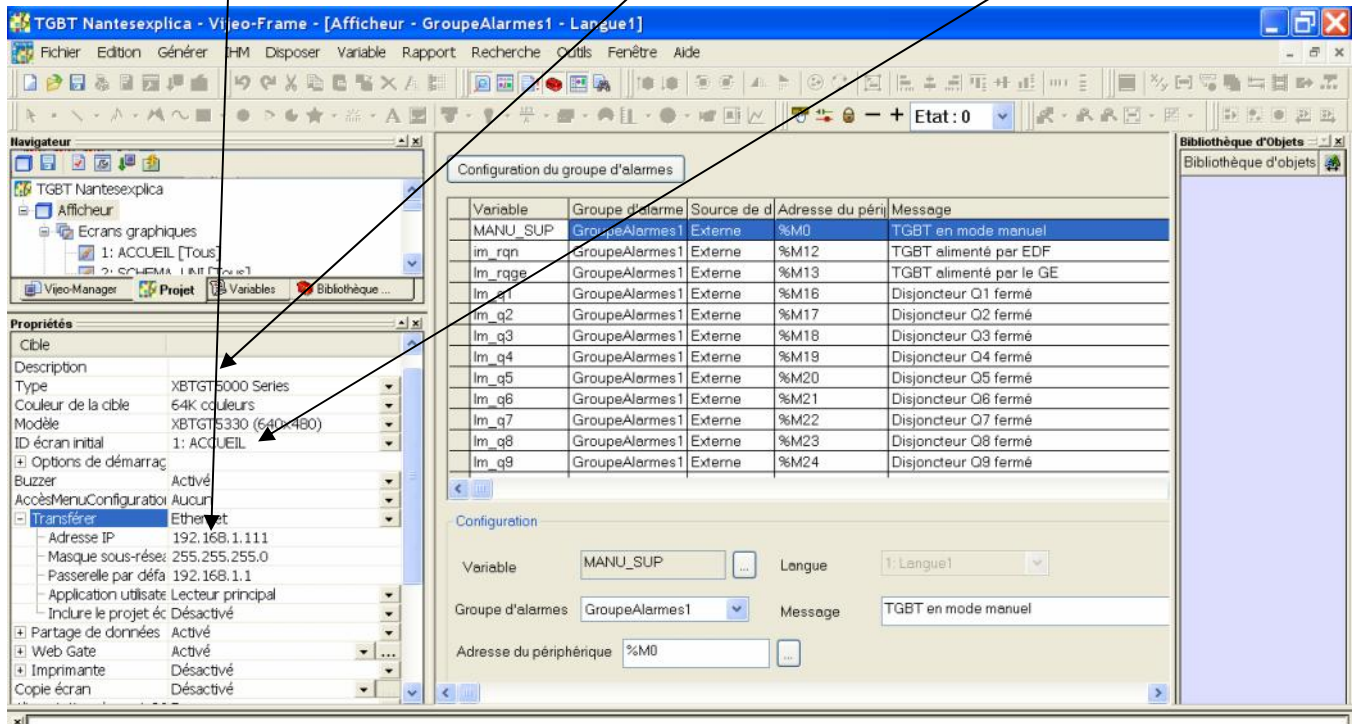 TGBT Nantesexplica - Vijeo-Frame - [Afficheur - GroupeAlarmes1 - Langue1]
Fichier Edition Générer IHM Disposer Variable Rapport Recherche Outils Fenêtre Aide
Etat : 0
Navigateur
TGBT Nantesexplica
Afficheur
Ecrans graphiques
1: ACCUEIL [Tous]
2: SCHEMA_UNI [Tous]
Vijeo-Manager Projet Variables Bibliothèque ...
Propriétés
Cible
Description
Type XBTGT5000 Series
Couleur de la cible 64K couleurs
Modèle XBTGT5330 (640x480)
ID écran initial 1: ACCUEIL
Options de démarraç
Buzzer Activé
AccèsMenuConfiguration Aucun
Transférer Ethernet
Adresse IP 192.168.1.111
Masque sous-résea 255.255.255.0
Passerelle par défa 192.168.1.1
Application utilisate Lecteur principal
Inclure le projet éc Désactivé
Partage de données Activé
Web Gate Activé ...
Imprimante Désactivé
Copie écran Désactivé
Configuration du groupe d'alarmes
Variable Groupe d'alarme Source de d Adresse du péri Message
MANU_SUP GroupeAlarmes1 Externe %M0 TGBT en mode manuel
im_rqn GroupeAlarmes1 Externe %M12 TGBT alimenté par EDF
Im_rqge GroupeAlarmes1 Externe %M13 TGBT alimenté par le GE
Im_q1 GroupeAlarmes1 Externe %M16 Disjoncteur Q1 fermé
Im_q2 GroupeAlarmes1 Externe %M17 Disjoncteur Q2 fermé
Im_q3 GroupeAlarmes1 Externe %M18 Disjoncteur Q3 fermé
Im_q4 GroupeAlarmes1 Externe %M19 Disjoncteur Q4 fermé
Im_q5 GroupeAlarmes1 Externe %M20 Disjoncteur Q5 fermé
Im_q6 GroupeAlarmes1 Externe %M21 Disjoncteur Q6 fermé
Im_q7 GroupeAlarmes1 Externe %M22 Disjoncteur Q7 fermé
Im_q8 GroupeAlarmes1 Externe %M23 Disjoncteur Q8 fermé
Im_q9 GroupeAlarmes1 Externe %M24 Disjoncteur Q9 fermé
Configuration
Variable MANU_SUP ... Langue 1: Langue1
Groupe d'alarmes GroupeAlarmes1 Message TGBT en mode manuel
Adresse du périphérique %M0 ...
Bibliothèque d'Objets
Bibliothèque d'objets